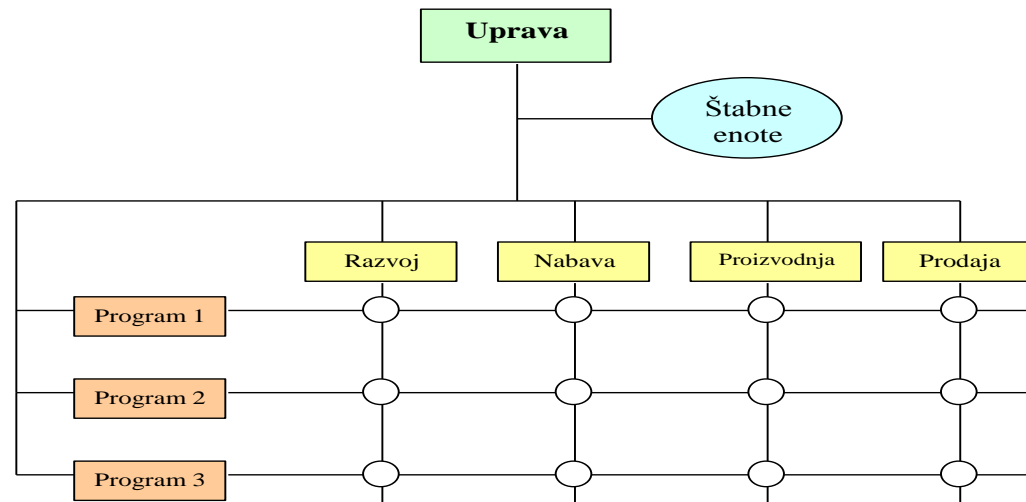 Uprava
Štabne
enote
Razvoj
Nabava
Proizvodnja
Prodaja
Program 1
Program 2
Program 3